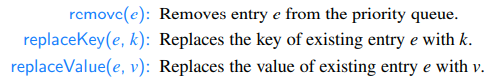 remove(e): Removes entry e from the priority queue.
replaceKey(e, k): Replaces the key of existing entry e with k.
replaceValue(e, v): Replaces the value of existing entry e with v.